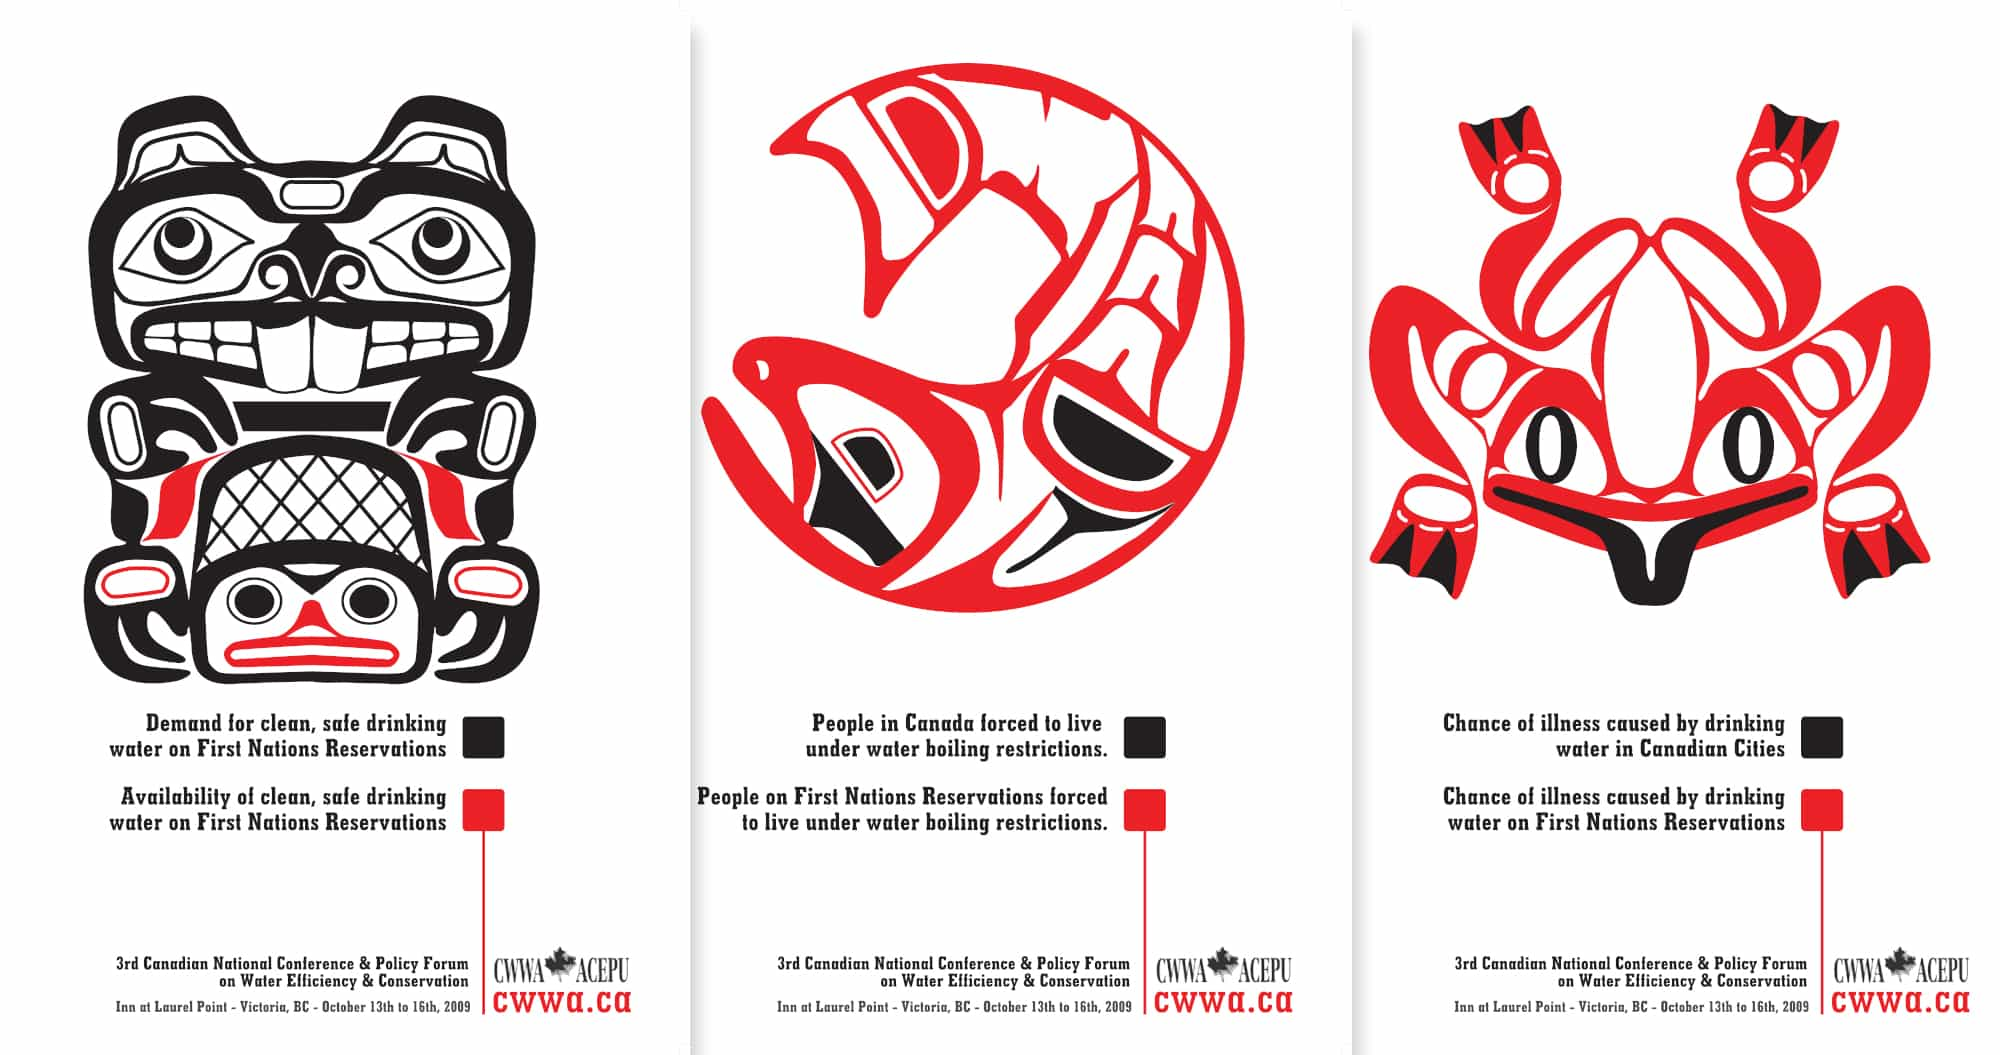 Demand for clean, safe drinking
water on First Nations Reservations
Availability of clean, safe drinking
water on First Nations Reservations
3rd Canadian National Conference & Policy Forum
on Water Efficiency & Conservation
Inn at Laurel Point - Victoria, BC - October 13th to 16th, 2009
CWWA ACEPU
cwwa.ca
People in Canada forced to live
under water boiling restrictions.
People on First Nations Reservations forced
to live under water boiling restrictions.
3rd Canadian National Conference & Policy Forum
on Water Efficiency & Conservation
Inn at Laurel Point - Victoria, BC - October 13th to 16th, 2009
CWWA ACEPU
cwwa.ca
Chance of illness caused by drinking
water in Canadian Cities
Chance of illness caused by drinking
water on First Nations Reservations
3rd Canadian National Conference & Policy Forum
on Water Efficiency & Conservation
Inn at Laurel Point - Victoria, BC - October 13th to 16th, 2009
CWWA ACEPU
cwwa.ca